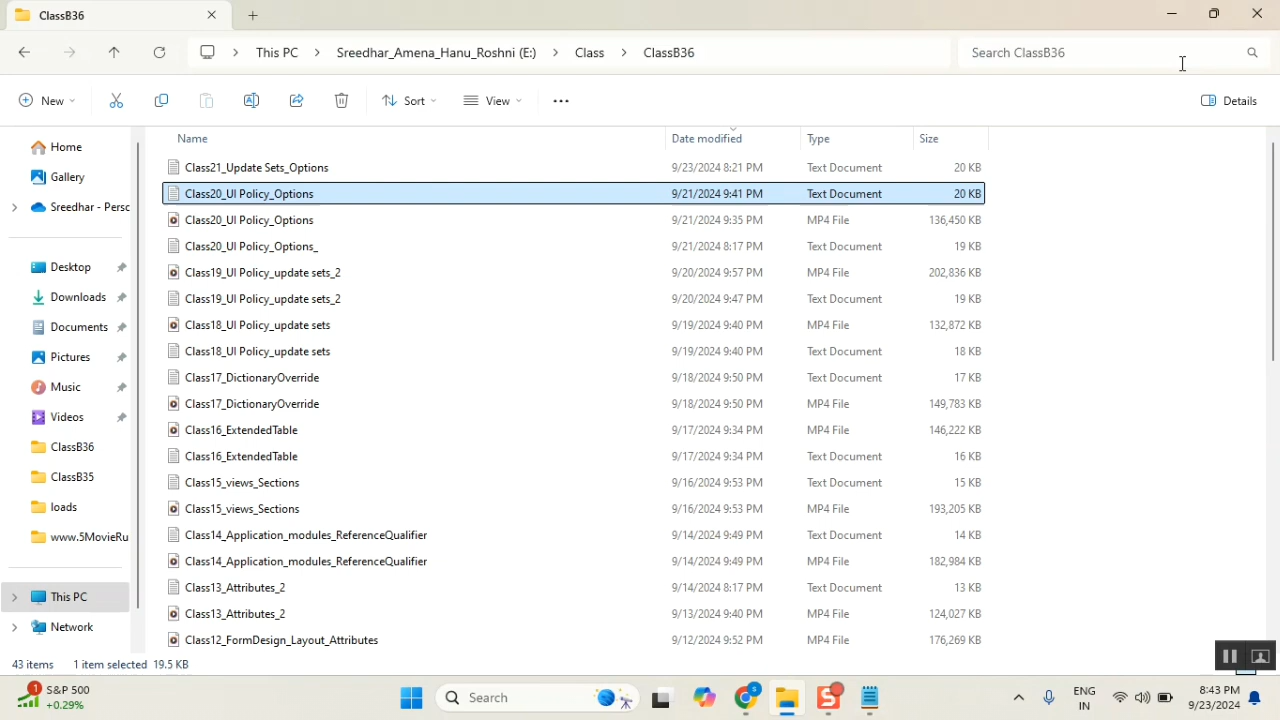 ClassB36
This PC > Sreedhar_Amena_Hanu_Roshni (E:) > Class > ClassB36
Search ClassB36
New
Sort
View
Details
Home
Gallery
Sreedhar - Persc
Desktop
Downloads
Documents
Pictures
Music
Videos
ClassB36
ClassB35
loads
www.5MovieRu
This PC
Network
Name Date modified Type Size
Class21_Update Sets_Options 9/23/2024 8:21 PM Text Document 20 KB
Class20_UI Policy_Options 9/21/2024 9:41 PM Text Document 20 KB
Class20_UI Policy_Options 9/21/2024 9:35 PM MP4 File 136,450 KB
Class20_UI Policy_Options_ 9/21/2024 8:17 PM Text Document 19 KB
Class19_UI Policy_update sets_2 9/20/2024 9:57 PM MP4 File 202,836 KB
Class19_UI Policy_update sets_2 9/20/2024 9:47 PM Text Document 19 KB
Class18_UI Policy_update sets 9/19/2024 9:40 PM MP4 File 132,872 KB
Class18_UI Policy_update sets 9/19/2024 9:40 PM Text Document 18 KB
Class17_DictionaryOverride 9/18/2024 9:50 PM Text Document 17 KB
Class17_DictionaryOverride 9/18/2024 9:50 PM MP4 File 149,783 KB
Class16_ExtendedTable 9/17/2024 9:34 PM MP4 File 146,222 KB
Class16_ExtendedTable 9/17/2024 9:34 PM Text Document 16 KB
Class15_views_Sections 9/16/2024 9:53 PM Text Document 15 KB
Class15_views_Sections 9/16/2024 9:53 PM MP4 File 193,205 KB
Class14_Application_modules_ReferenceQualifier 9/14/2024 9:49 PM Text Document 14 KB
Class14_Application_modules_ReferenceQualifier 9/14/2024 9:49 PM MP4 File 182,984 KB
Class13_Attributes_2 9/14/2024 8:17 PM Text Document 13 KB
Class13_Attributes_2 9/13/2024 9:40 PM MP4 File 124,027 KB
Class12_FormDesign_Layout_Attributes 9/12/2024 9:52 PM MP4 File 176,269 KB
43 items 1 item selected 19.5 KB
1
S&P 500
+0.29%
Search
ENG
IN
8:43 PM
9/23/2024